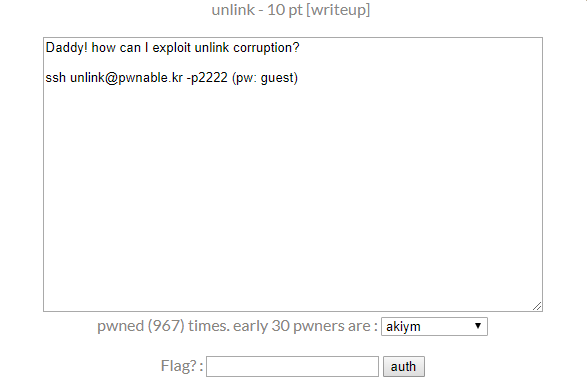 unlink - 10 pt [writeup]
Daddy! how can I exploit unlink corruption?
ssh unlink@pwnable.kr -p2222 (pw: guest)
pwned (967) times. early 30 pwners are : akiym
Flag? : auth